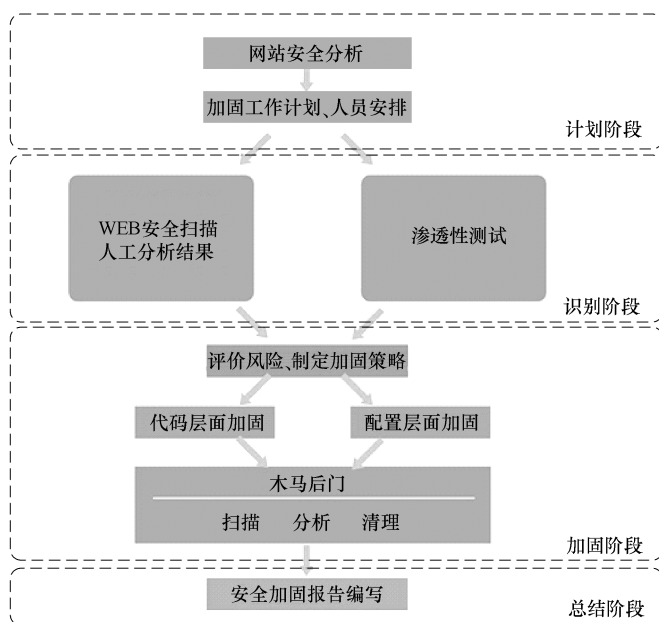 网站安全分析
加固工作计划、人员安排
计划阶段
WEB安全扫描
人工分析结果
渗透性测试
识别阶段
评价风险、制定加固策略
代码层面加固
配置层面加固
木马后门
扫描 分析 清理
加固阶段
安全加固报告编写
总结阶段